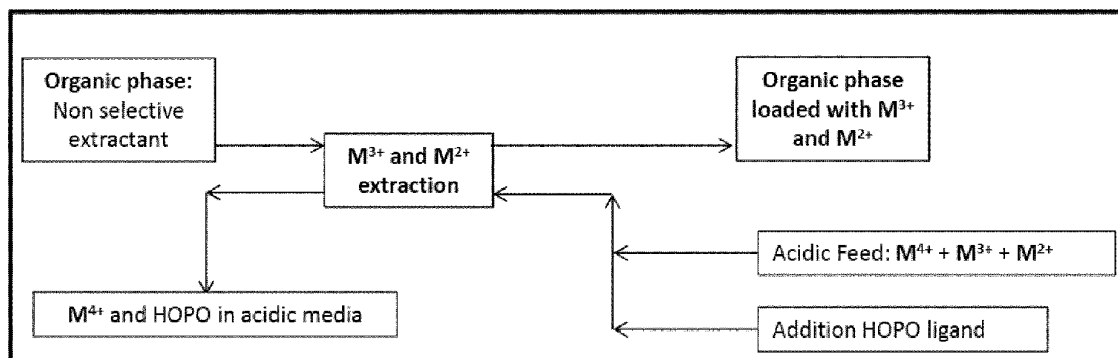 Organic phase:
Non selective
extractant
Organic phase
loaded with M³⁺
and M²⁺
M³⁺ and M²⁺
extraction
Acidic Feed: M⁴⁺ + M³⁺ + M²⁺
M⁴⁺ and HOPO in acidic media
Addition HOPO ligand